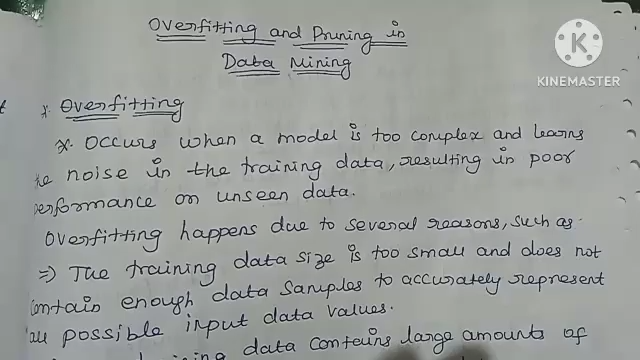 Overfitting and Pruning in
Data Mining
KINEMASTER
x. Overfitting
x. Occurs when a model is too complex and learns
the noise in the training data, resulting in poor
performance on unseen data.
Overfitting happens due to several reasons, such as.
⇒ The training data size is too small and does not
contain enough data samples to accurately represent
all possible input data values.
data contains large amounts of